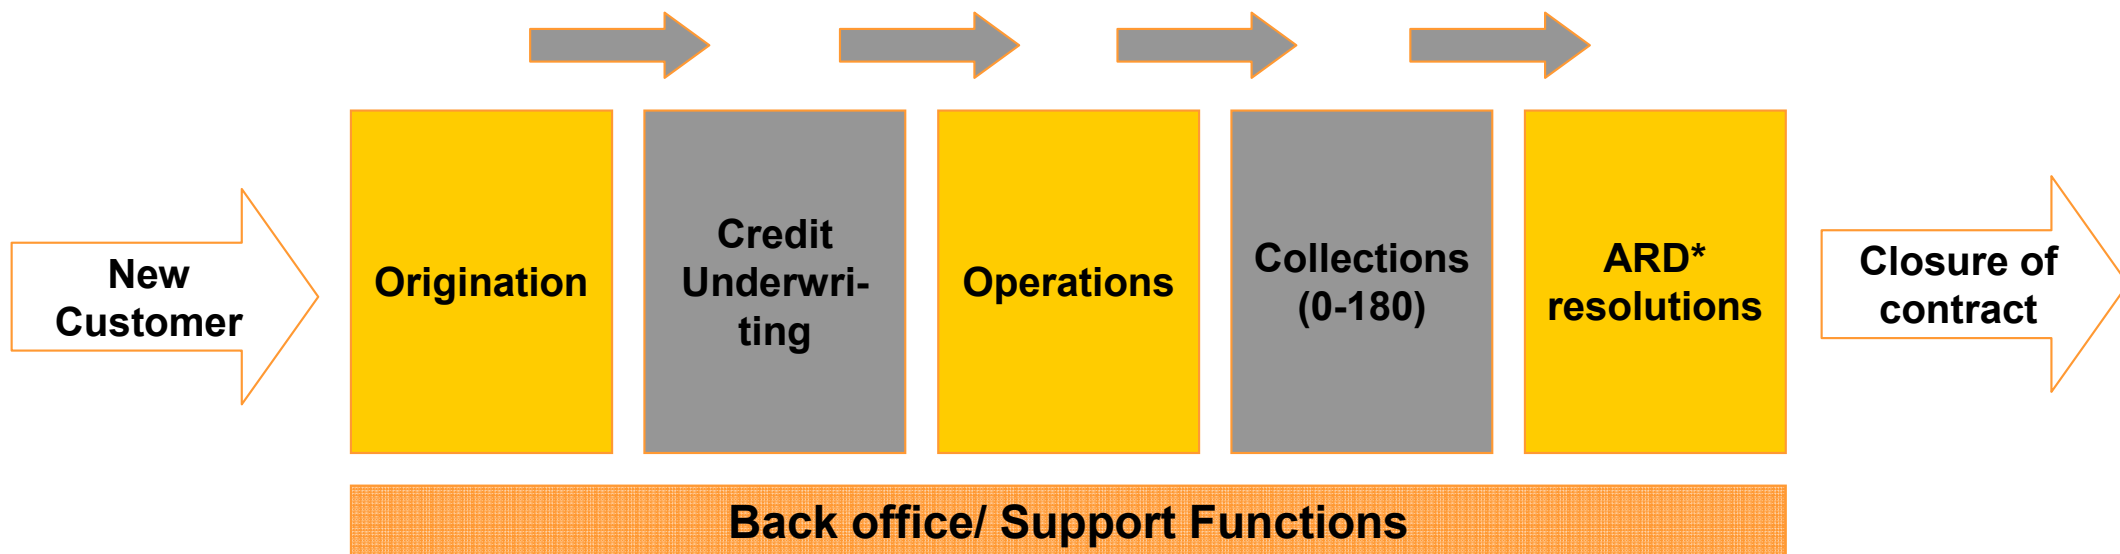 New
Customer
Origination
Credit
Underwri-
ting
Operations
Collections
(0-180)
ARD*
resolutions
Closure of
contract
Back office/ Support Functions